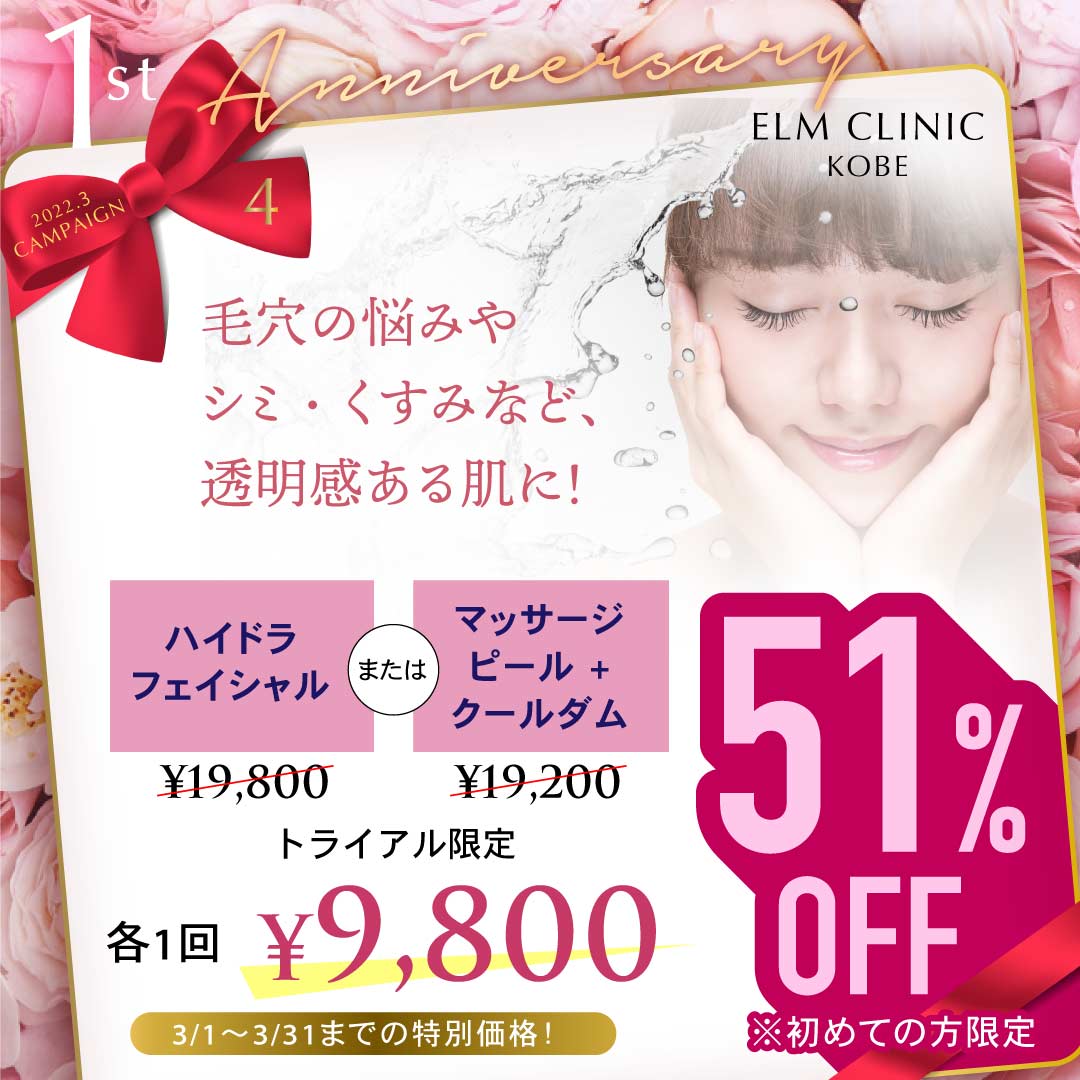 1st Anniversary
ELM CLINIC
KOBE
2022.3
CAMPAIGN
4
毛穴の悩みや
シミ・くすみなど、
透明感ある肌に!
ハイドラ
フェイシャル
または
マッサージ
ピール +
クールダム
¥19,800
¥19,200
トライアル限定
各1回 ¥9,800
3/1〜3/31までの特別価格!
51%
OFF
※初めての方限定